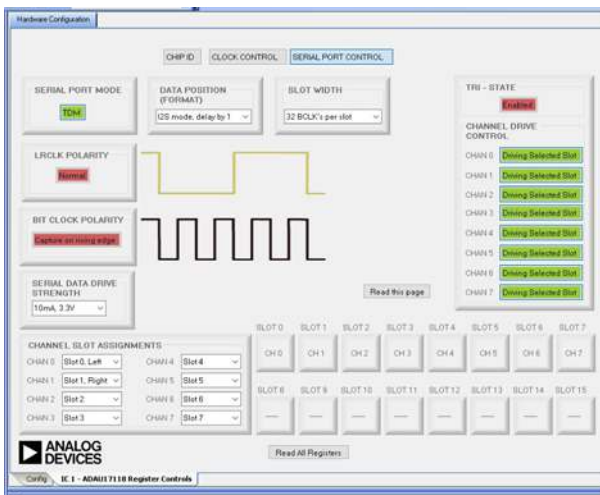 Hardware Configuration
CHIP ID CLOCK CONTROL SERIAL PORT CONTROL
SERIAL PORT MODE
TDM
DATA POSITION
(FORMAT)
I2S mode, delay by 1
SLOT WIDTH
32 BCLK's per slot
TRI - STATE
Enabled
CHANNEL DRIVE
CONTROL
CHAN 0 Driving Selected Slot
CHAN 1 Driving Selected Slot
CHAN 2 Driving Selected Slot
CHAN 3 Driving Selected Slot
CHAN 4 Driving Selected Slot
CHAN 5 Driving Selected Slot
CHAN 6 Driving Selected Slot
CHAN 7 Driving Selected Slot
LRCLK POLARITY
Normal
BIT CLOCK POLARITY
Capture on rising edge
SERIAL DATA DRIVE
STRENGTH
10mA, 3.3V
Read this page
CHANNEL SLOT ASSIGNMENTS
CHAN 0 Slot 0, Left CHAN 4 Slot 4
CHAN 1 Slot 1, Right CHAN 5 Slot 5
CHAN 2 Slot 2 CHAN 6 Slot 6
CHAN 3 Slot 3 CHAN 7 Slot 7
SLOT 0 SLOT 1 SLOT 2 SLOT 3 SLOT 4 SLOT 5 SLOT 6 SLOT 7
CH 0 CH 1 CH 2 CH 3 CH 4 CH 5 CH 6 CH 7
SLOT 8 SLOT 9 SLOT 10 SLOT 11 SLOT 12 SLOT 13 SLOT 14 SLOT 15
---- ---- ---- ---- ---- ---- ---- ----
ANALOG
DEVICES
Read All Registers
Config IC 1 - ADAU17118 Register Controls